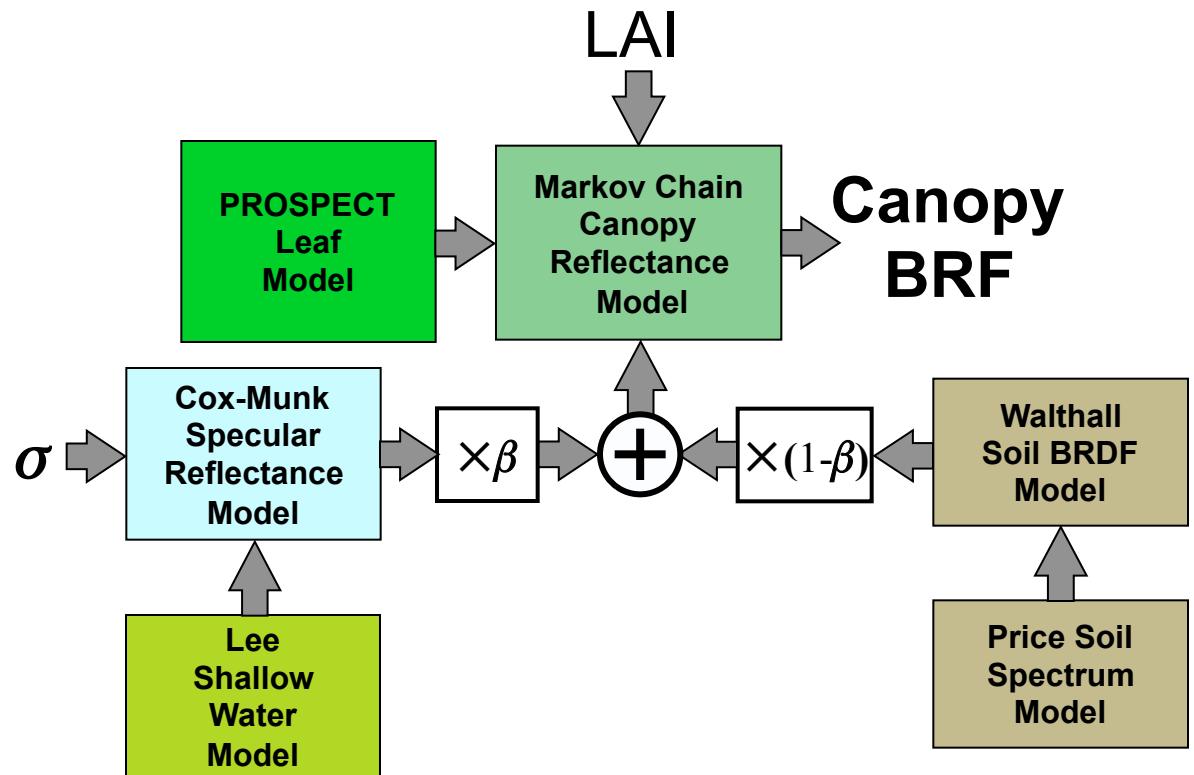 LAI
PROSPECT
Leaf
Model
Markov Chain
Canopy
Reflectance
Model
Canopy
BRF
σ
Cox-Munk
Specular
Reflectance
Model
×β
+
×(1-β)
Walthall
Soil BRDF
Model
Lee
Shallow
Water
Model
Price Soil
Spectrum
Model